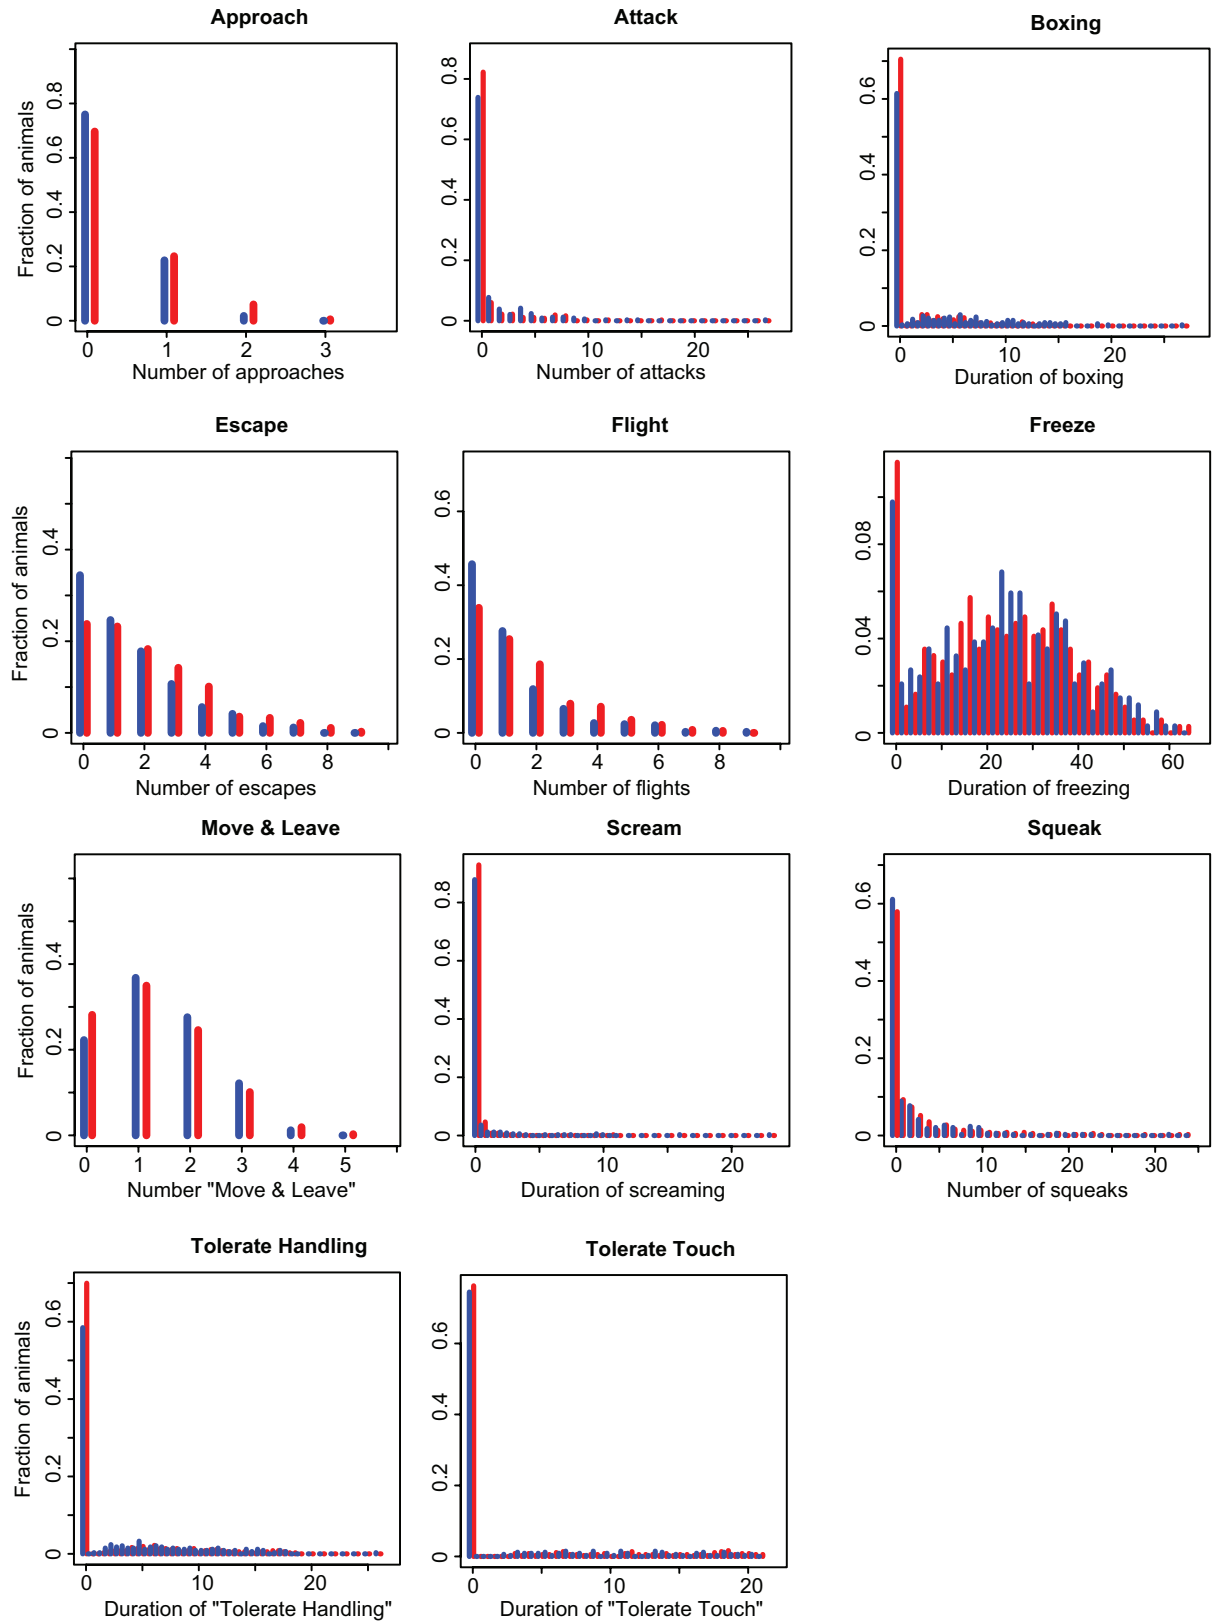 Approach
Attack
Boxing
Fraction of animals
0 0.2 0.4 0.6 0.8
0 1 2 3
Number of approaches
0 0.2 0.4 0.6 0.8
0 10 20
Number of attacks
0 0.2 0.4 0.6
0 10 20
Duration of boxing
Escape
Flight
Freeze
Fraction of animals
0 0.2 0.4
0 2 4 6 8
Number of escapes
0 0.2 0.4 0.6
0 2 4 6 8
Number of flights
0 0.04 0.08
0 20 40 60
Duration of freezing
Move & Leave
Scream
Squeak
Fraction of animals
0 0.2 0.4
0 1 2 3 4 5
Number "Move & Leave"
0 0.2 0.4 0.6 0.8
0 10 20
Duration of screaming
0 0.2 0.4 0.6
0 10 20 30
Number of squeaks
Tolerate Handling
Tolerate Touch
Fraction of animals
0 0.2 0.4 0.6
0 10 20
Duration of "Tolerate Handling"
0 0.2 0.4 0.6
0 10 20
Duration of "Tolerate Touch"